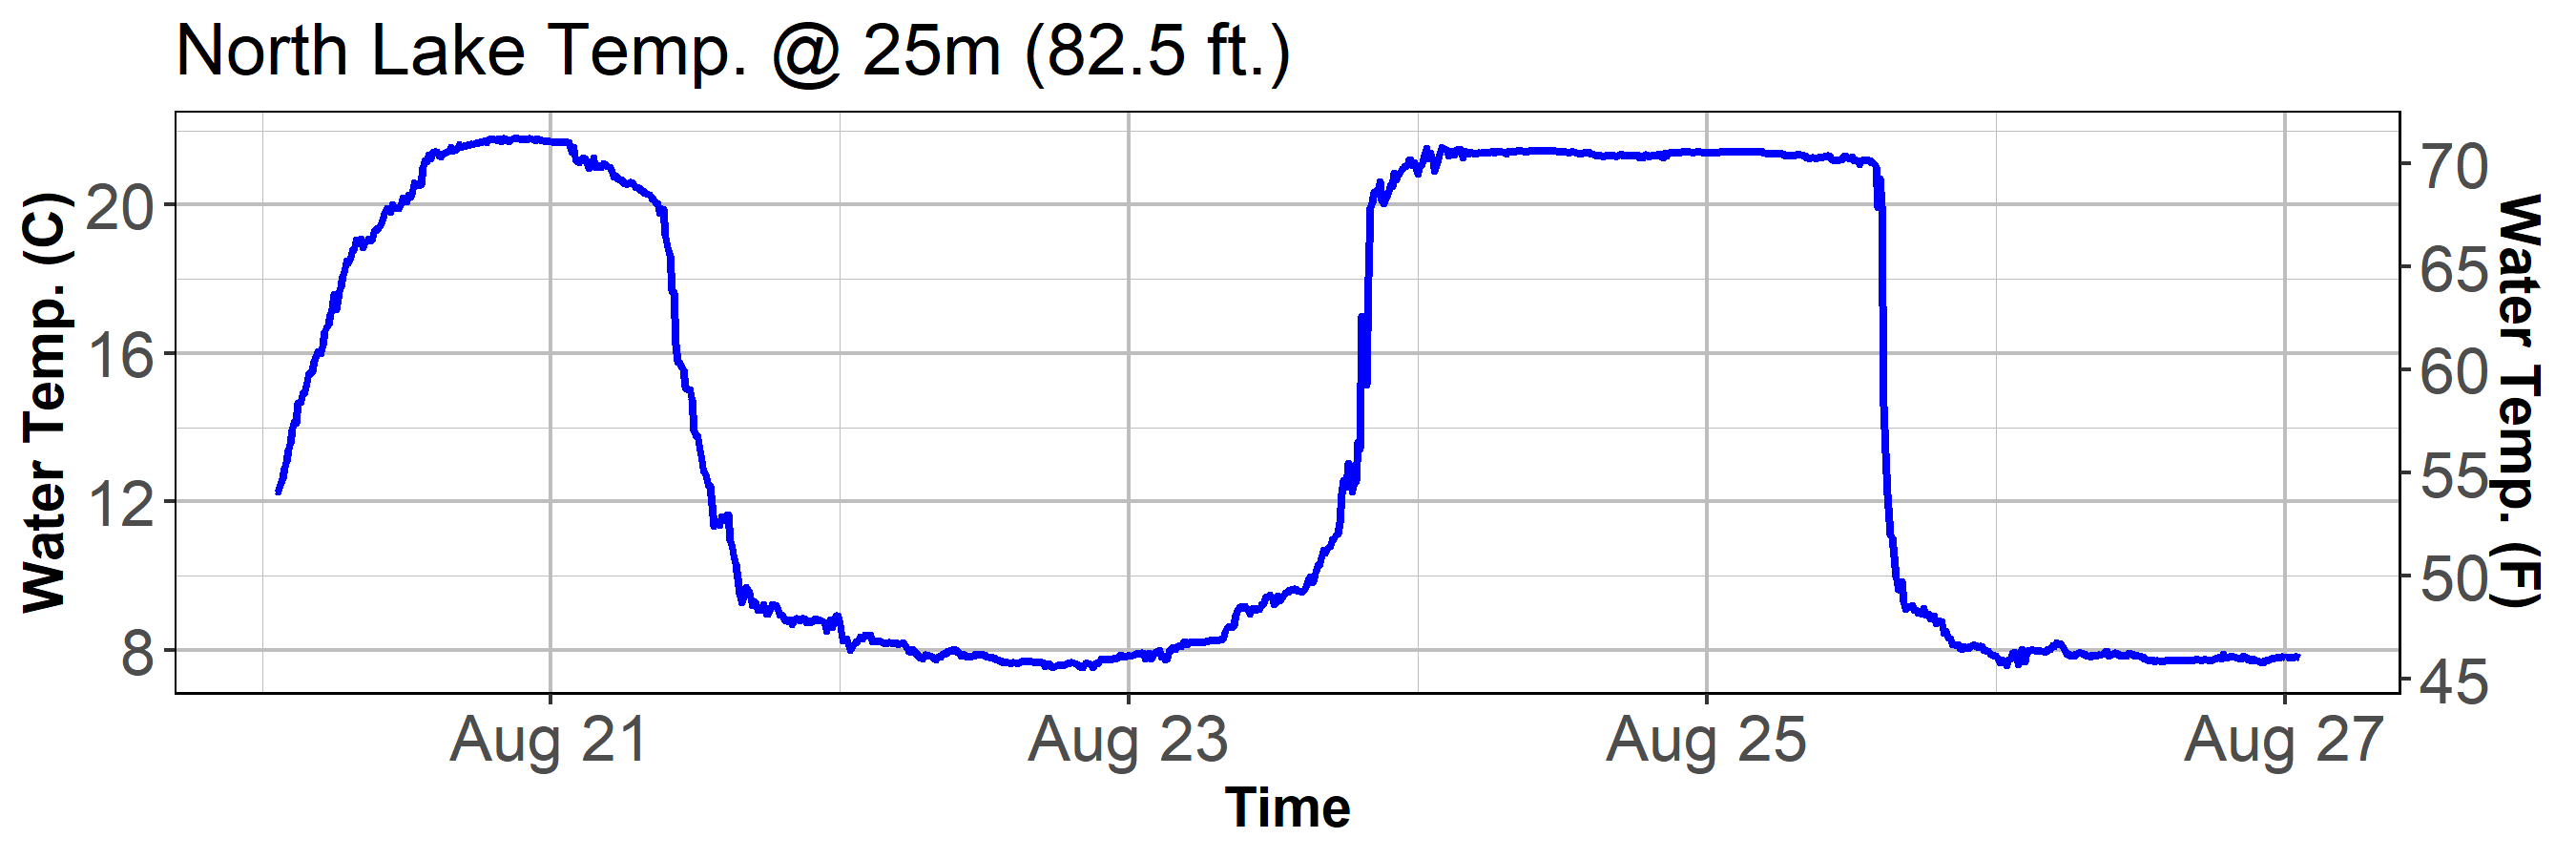 North Lake Temp. @ 25m (82.5 ft.)
Water Temp. (C)
20
16
12
8
70
65
60
55
50
45
Water Temp. (F)
Aug 21 Aug 23 Aug 25 Aug 27
Time